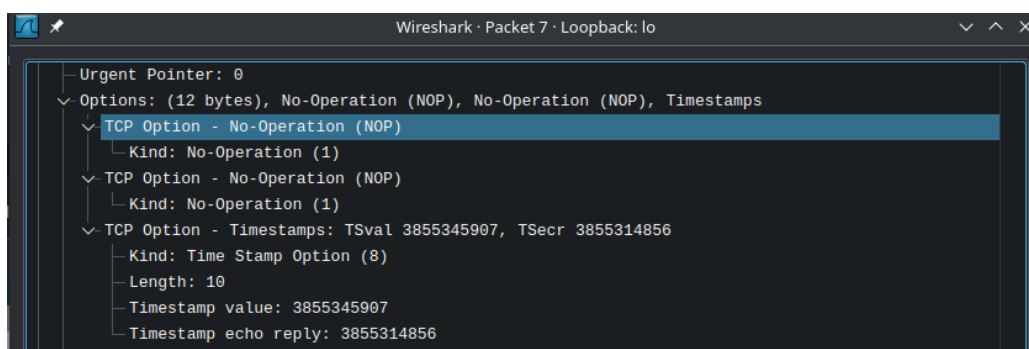 Wireshark · Packet 7 · Loopback: lo
Urgent Pointer: 0
Options: (12 bytes), No-Operation (NOP), No-Operation (NOP), Timestamps
TCP Option - No-Operation (NOP)
Kind: No-Operation (1)
TCP Option - No-Operation (NOP)
Kind: No-Operation (1)
TCP Option - Timestamps: TSval 3855345907, TSecr 3855314856
Kind: Time Stamp Option (8)
Length: 10
Timestamp value: 3855345907
Timestamp echo reply: 3855314856